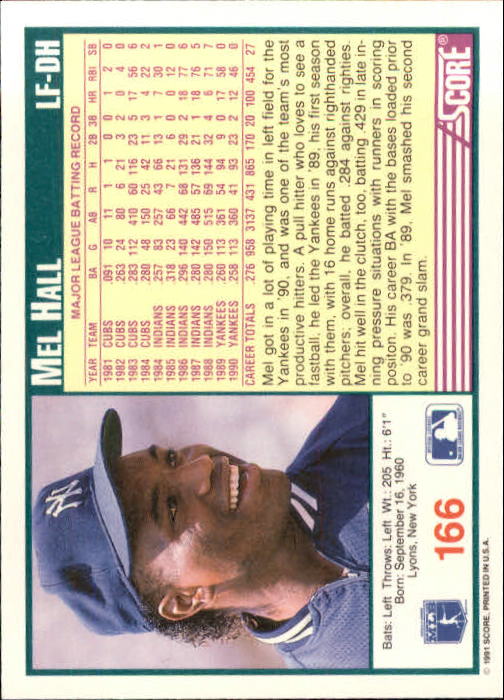 MEL HALL LF-DH
MAJOR LEAGUE BATTING RECORD
YEAR TEAM BA G AB R H 2B 3B HR RBI SB
1981 CUBS .091 10 11 1 1 0 0 1 2 0
1982 CUBS .263 24 80 6 21 3 2 0 4 0
1983 CUBS .283 112 410 60 116 23 5 17 56 6
1984 CUBS .280 48 150 25 42 11 3 4 22 2
1984 INDIANS .257 83 257 43 66 13 1 7 30 1
1985 INDIANS .318 23 66 7 21 6 0 0 12 0
1986 INDIANS .296 140 442 68 131 29 2 18 77 6
1987 INDIANS .280 142 485 57 136 21 1 18 76 5
1988 INDIANS .280 150 515 69 144 32 4 6 71 7
1989 YANKEES .260 113 361 54 94 9 0 17 58 0
1990 YANKEES .258 113 360 41 93 23 2 12 46 0
CAREER TOTALS .276 958 3137 431 865 170 20 100 454 27
Mel got in a lot of playing time in left field for the
Yankees in '90, and was one of the team's most
productive hitters. A pull hitter who loves to see a
fastball, he led the Yankees in '89, his first season
with them, with 16 home runs against righthanded
pitchers; overall, he batted .284 against righties.
Mel hit well in the clutch, too, batting .429 in late-in-
ning pressure situations with runners in scoring
positon. His career BA with the bases loaded prior
to '90 was .379. In '89. Mel smashed his second
career grand slam.
SCORE®
NY
Bats: Left Throws: Left Wt.: 205 Ht.: 6'1"
Born: September 16, 1960
Lyons, New York
166
© 1991 SCORE, PRINTED IN U.S.A.